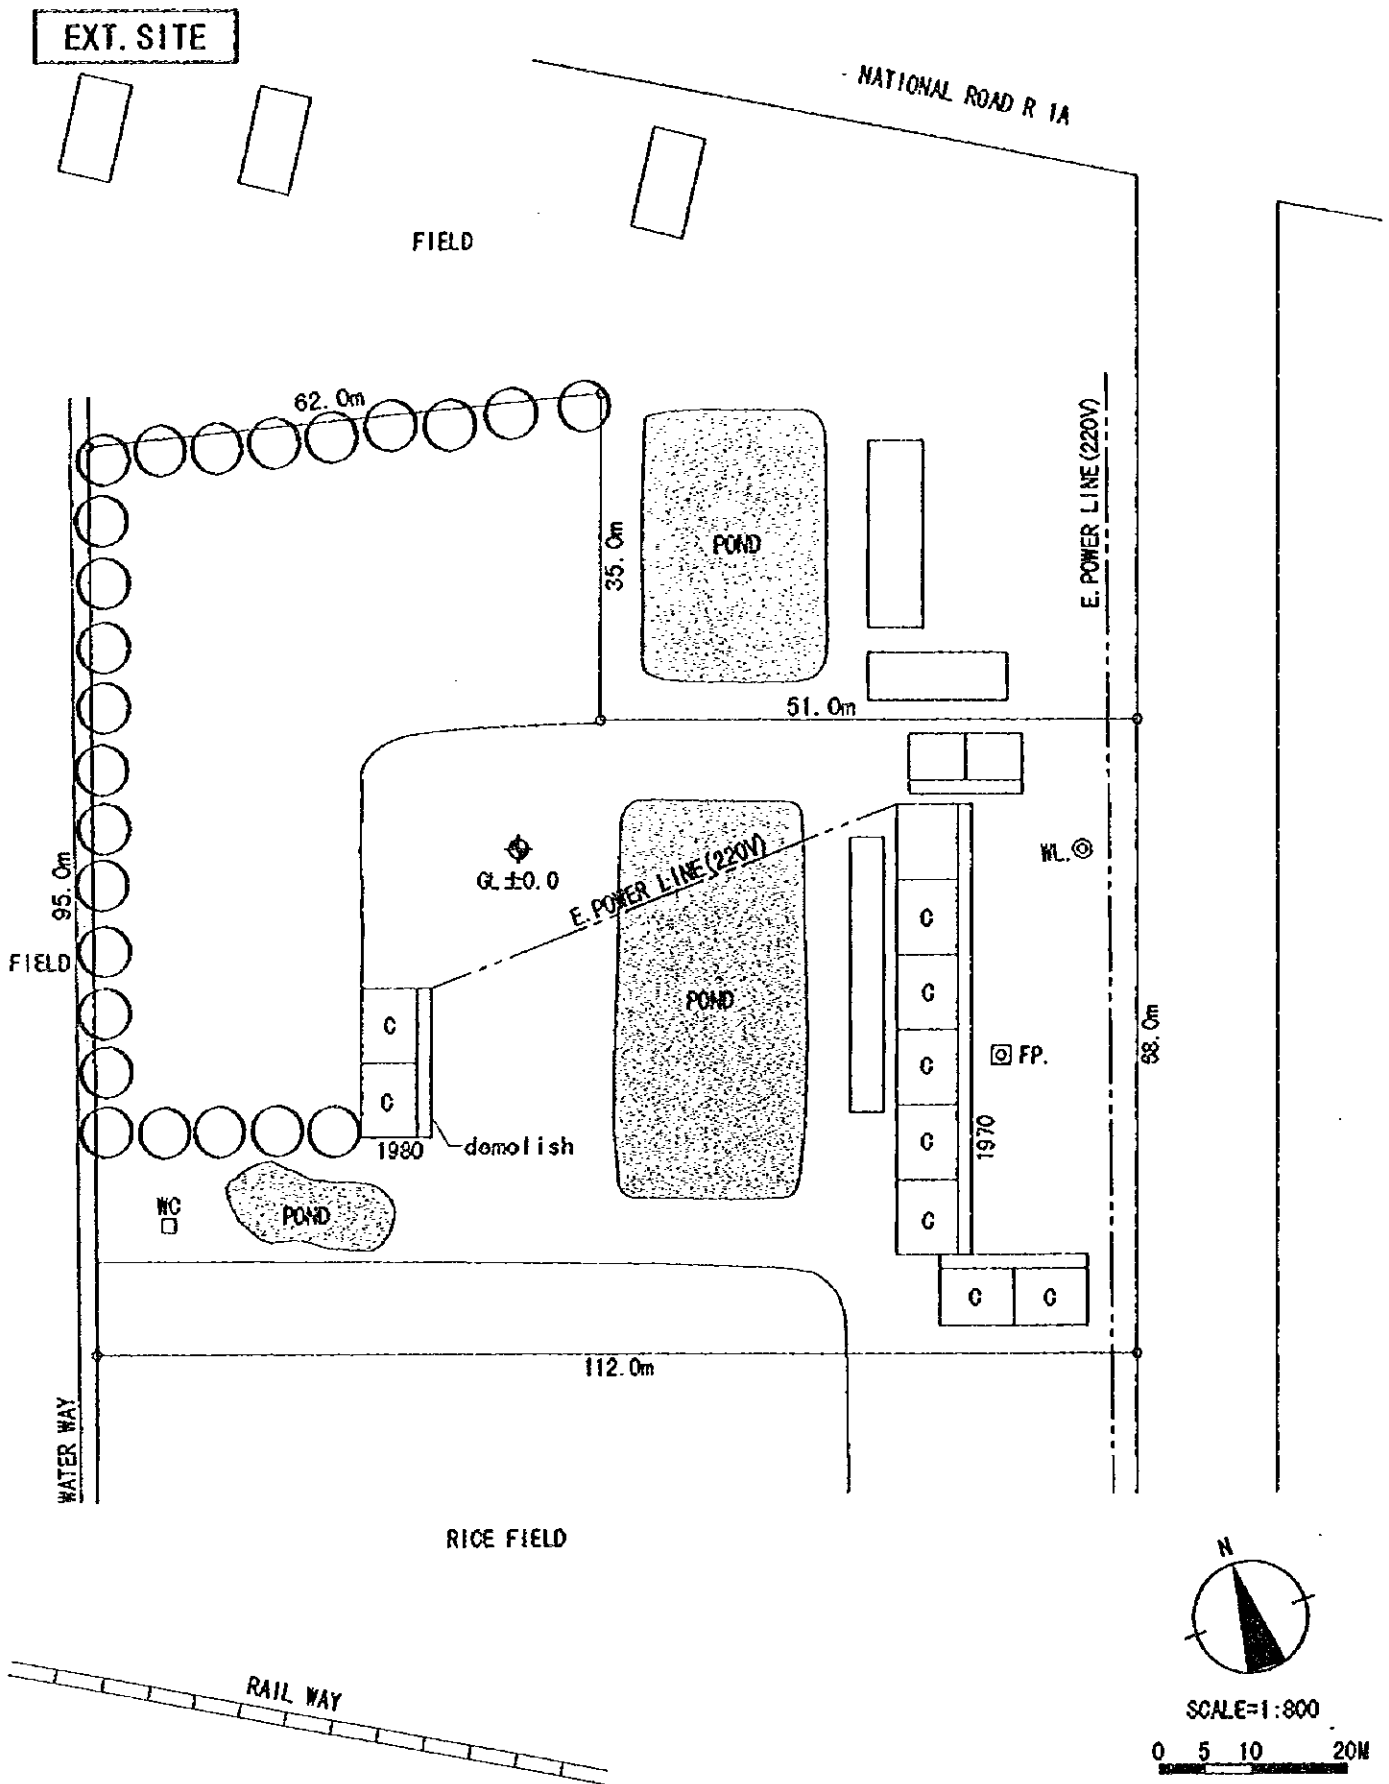 EXT. SITE
NATIONAL ROAD R 1A
FIELD
62.0m
E. POWER LINE(220V)
35.0m
POND
51.0m
WL.
GL±0.0
E. POWER LINE(220V)
95.0m
C
FIELD
C
POND
C
68.0m
FP.
C
C
C
1970
C
1980
demolish
WC
POND
C
C
C
112.0m
WATER WAY
RICE FIELD
N
RAIL WAY
SCALE=1:800
0 5 10 20M